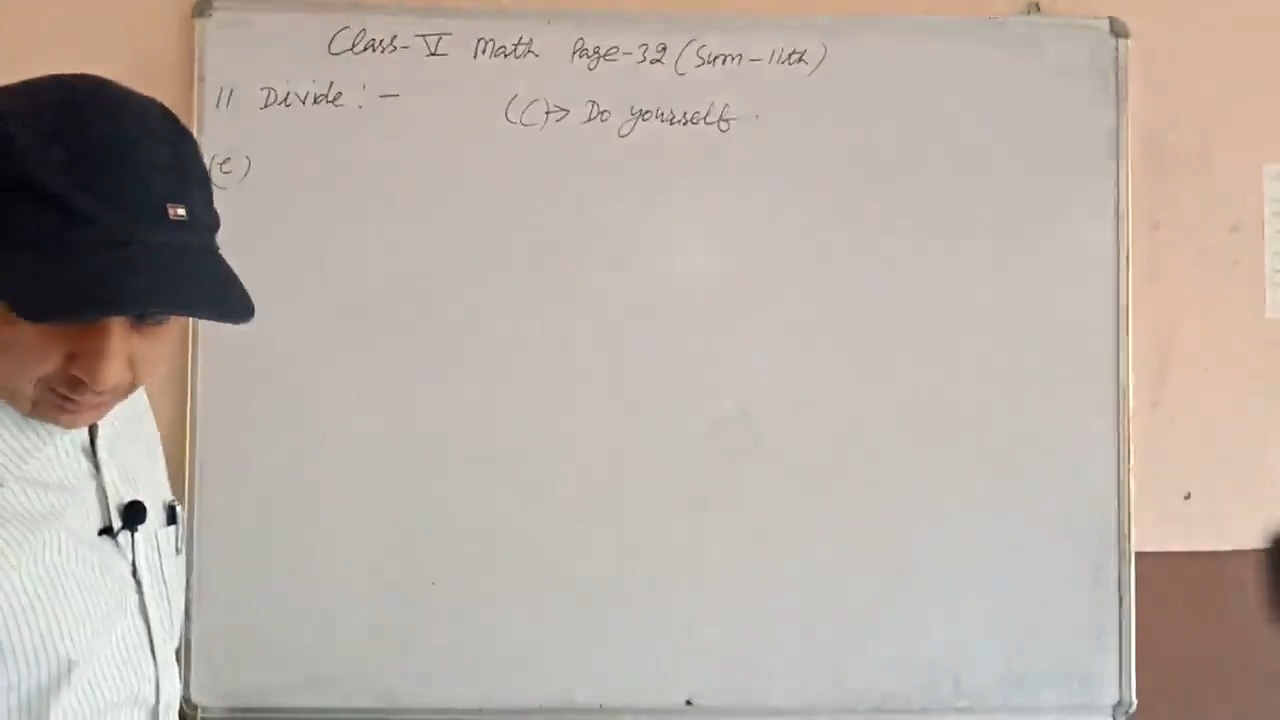 Class-V Math Page-32 (Sum-11th)
11 Divide :-
(C)→ Do yourself.
(e)